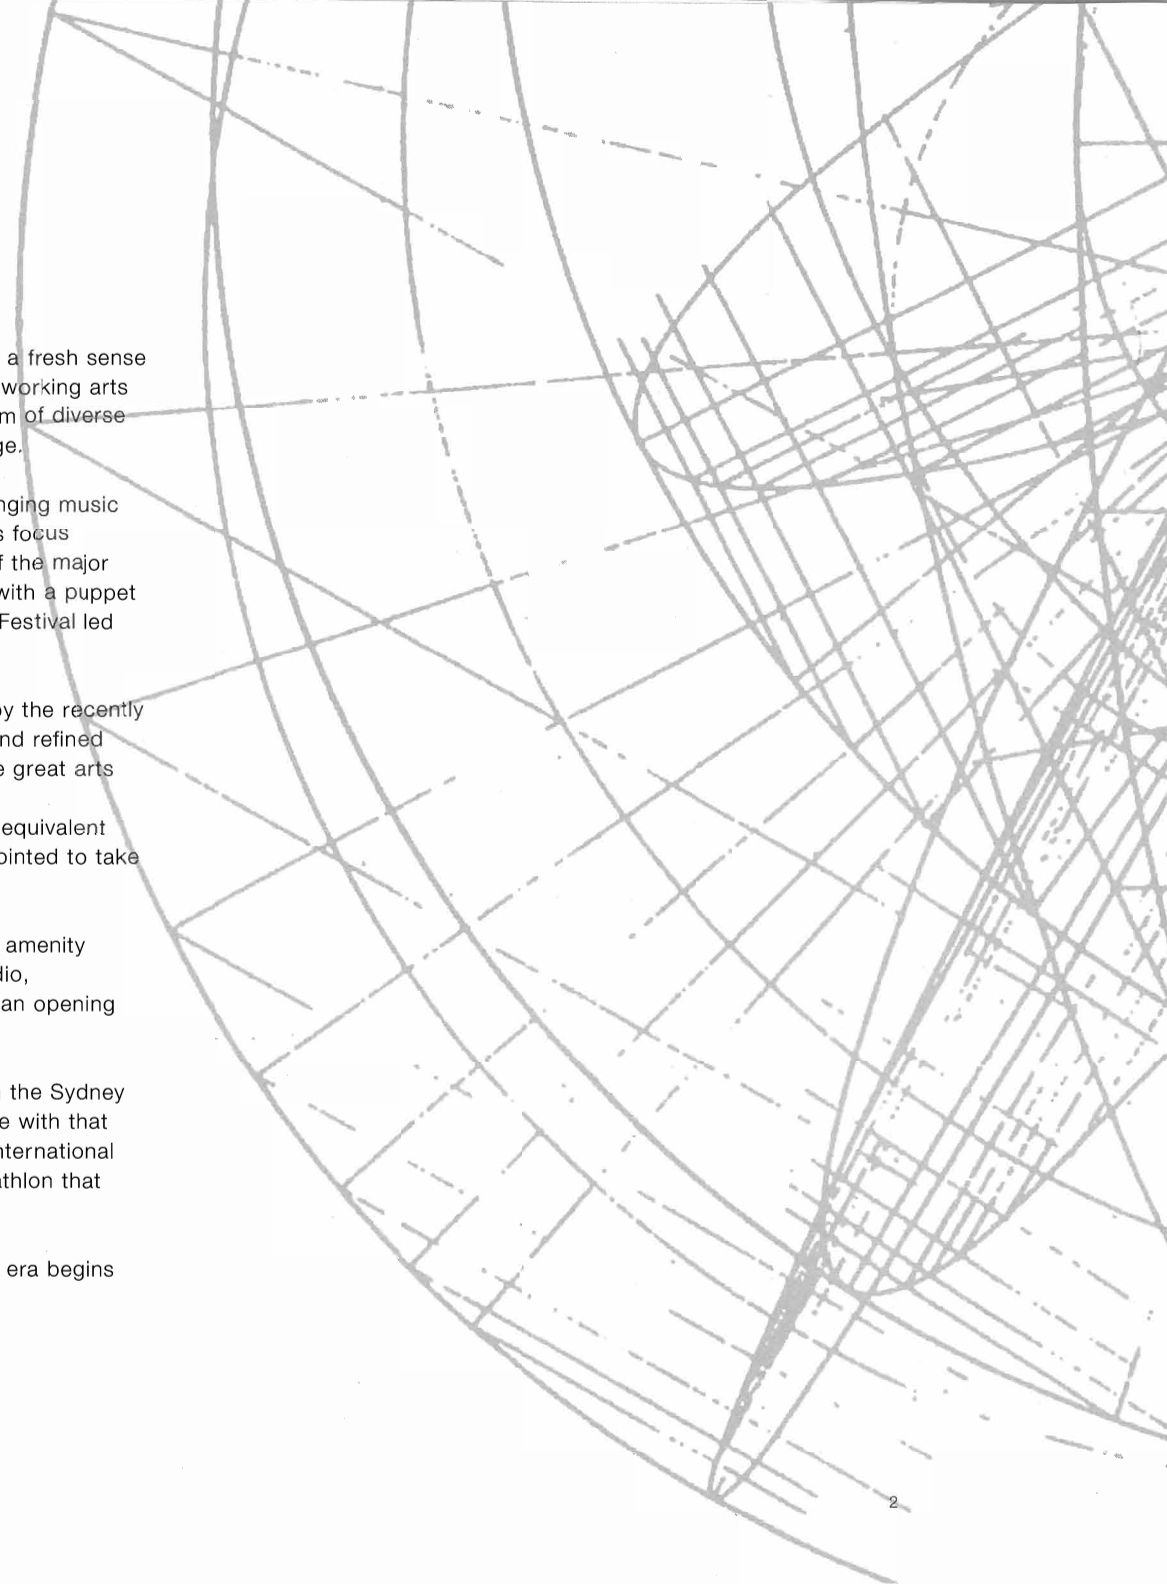 a fresh sense
working arts
m of diverse
ge.
nging music
s focus
f the major
with a puppet
Festival led
by the recently
nd refined
e great arts
equivalent
ointed to take
amenity
dio,
an opening
the Sydney
e with that
nternational
athlon that
era begins
2